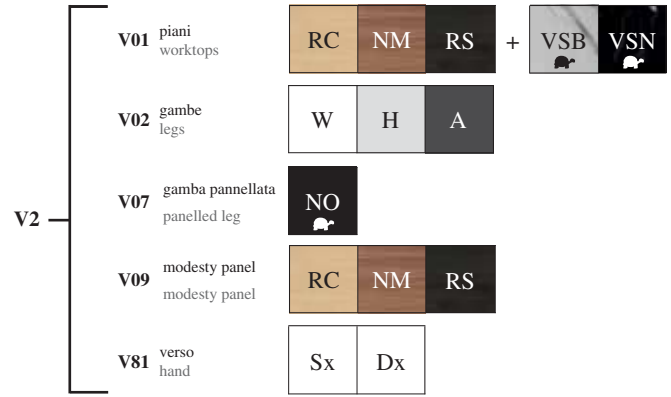 V2
V01 piani
worktops
RC NM RS + VSB VSN
V02 gambe
legs
W H A
V07 gamba pannellata
panelled leg
NO
V09 modesty panel
modesty panel
RC NM RS
V81 verso
hand
Sx Dx